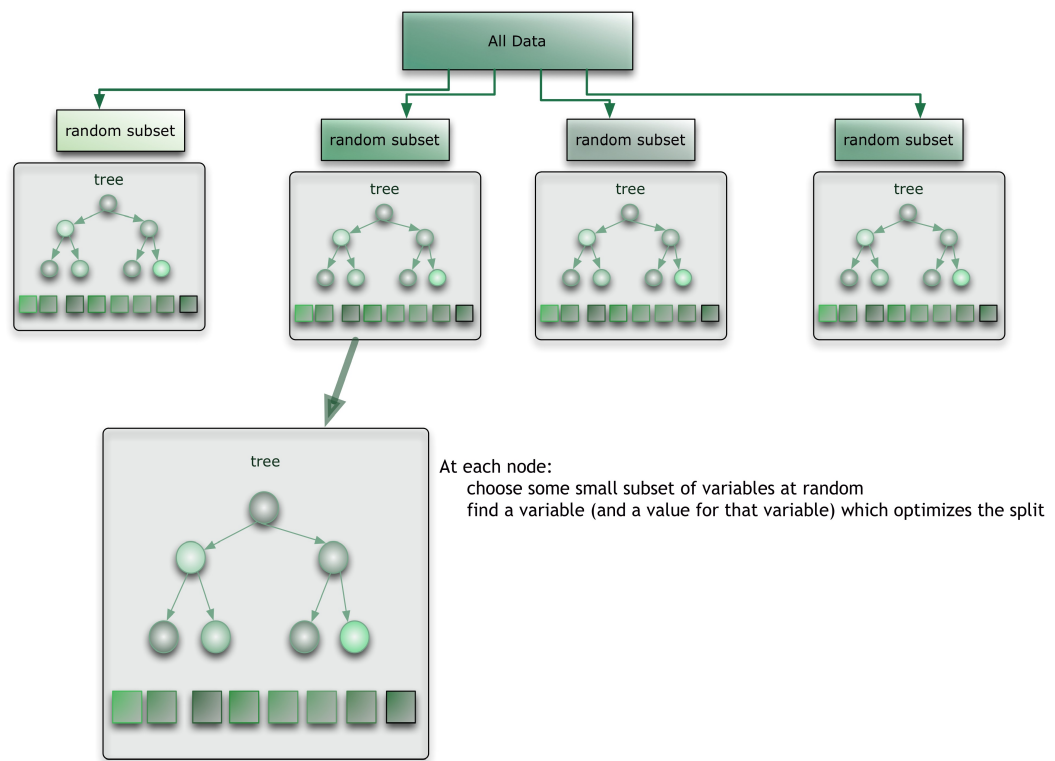 All Data
random subset
random subset
random subset
random subset
tree
tree
tree
tree
tree
At each node:
choose some small subset of variables at random
find a variable (and a value for that variable) which optimizes the split